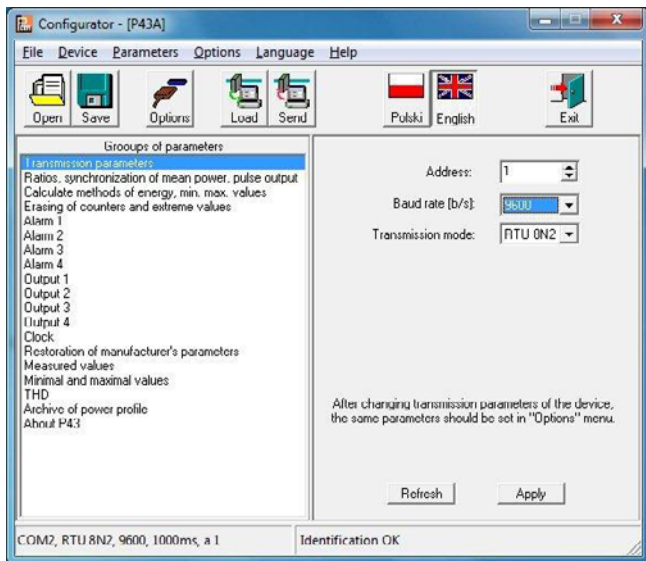 Configurator - [P43A]
File Device Parameters Options Language Help
Open Save Options Load Send Polski English Exit
Grooups of parameters
Transmission parameters
Ratios, synchronization of mean power, pulse output
Calculate methods of energy, min. max. values
Erasing of counters and extreme values
Alarm 1
Alarm 2
Alarm 3
Alarm 4
Output 1
Output 2
Output 3
Output 4
Clock
Restoration of manufacturer's parameters
Measured values
Minimal and maximal values
THD
Archive of power profile
About P43
Address: 1
Baud rate [b/s]: 9600
Transmission mode: RTU 8N2
After changing transmission parameters of the device,
the same parameters should be set in "Options" menu.
Refresh Apply
COM2, RTU 8N2, 9600, 1000ms, a 1 Identification OK